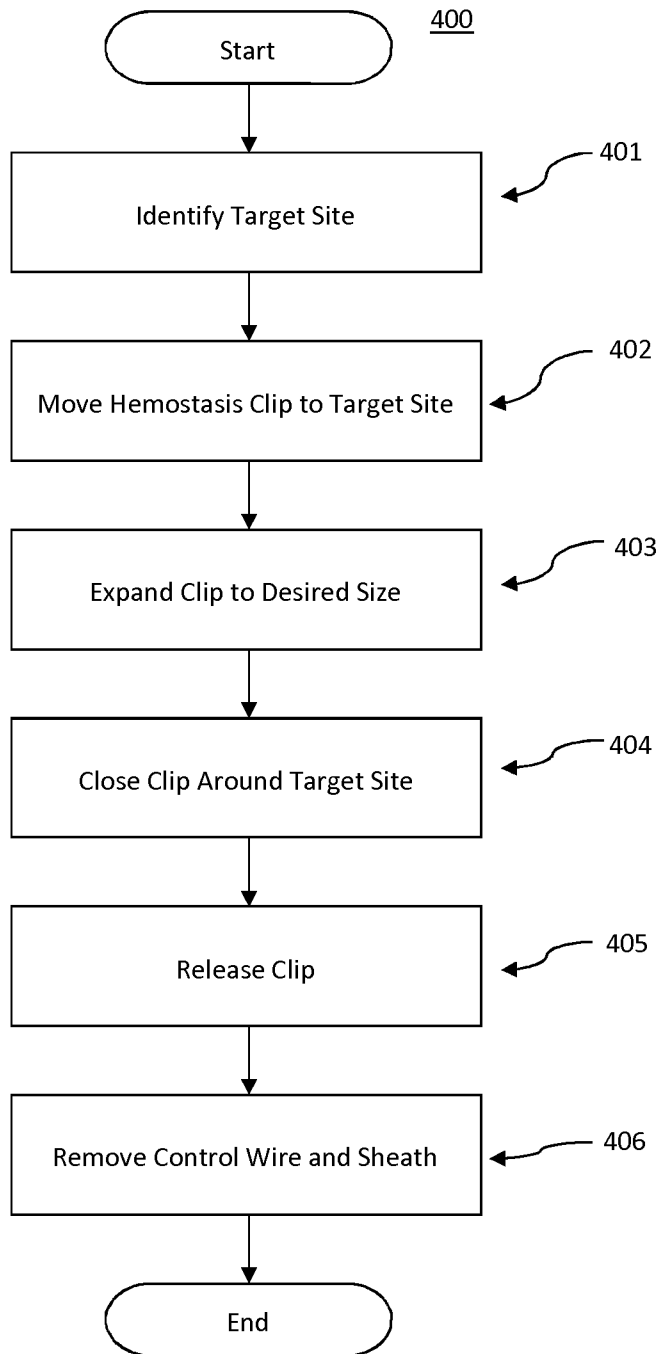 400
Start
401
Identify Target Site
402
Move Hemostasis Clip to Target Site
403
Expand Clip to Desired Size
404
Close Clip Around Target Site
405
Release Clip
406
Remove Control Wire and Sheath
End